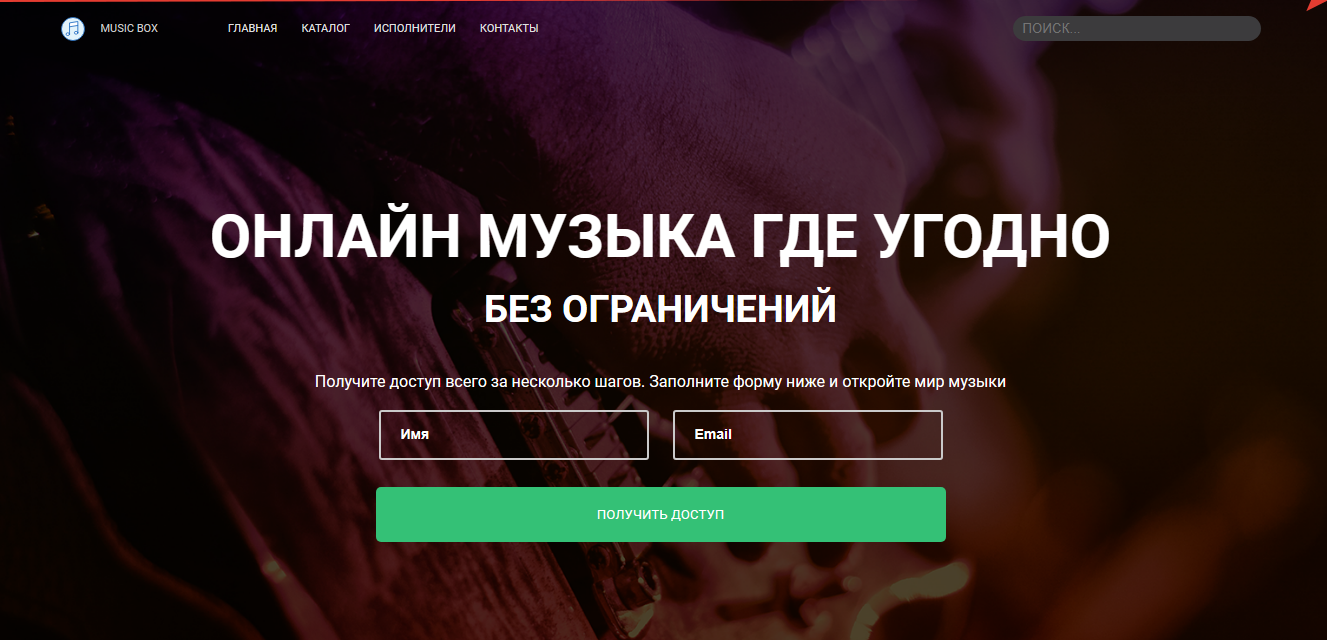 MUSIC BOX ГЛАВНАЯ КАТАЛОГ ИСПОЛНИТЕЛИ КОНТАКТЫ ПОИСК...
ОНЛАЙН МУЗЫКА ГДЕ УГОДНО
БЕЗ ОГРАНИЧЕНИЙ
Получите доступ всего за несколько шагов. Заполните форму ниже и откройте мир музыки
Имя Email
ПОЛУЧИТЬ ДОСТУП